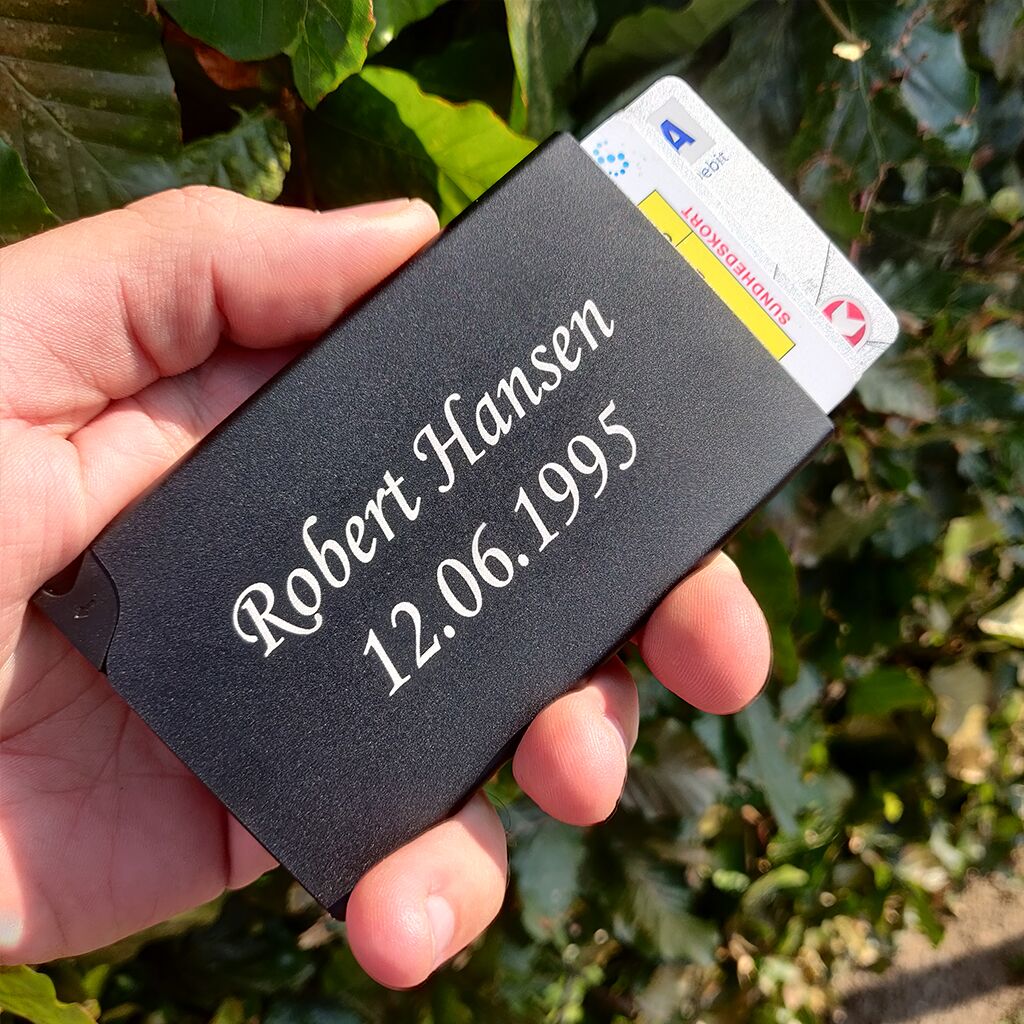 Robert Hansen
12.06.1995
SUNDHEDSKORT
ebit
A